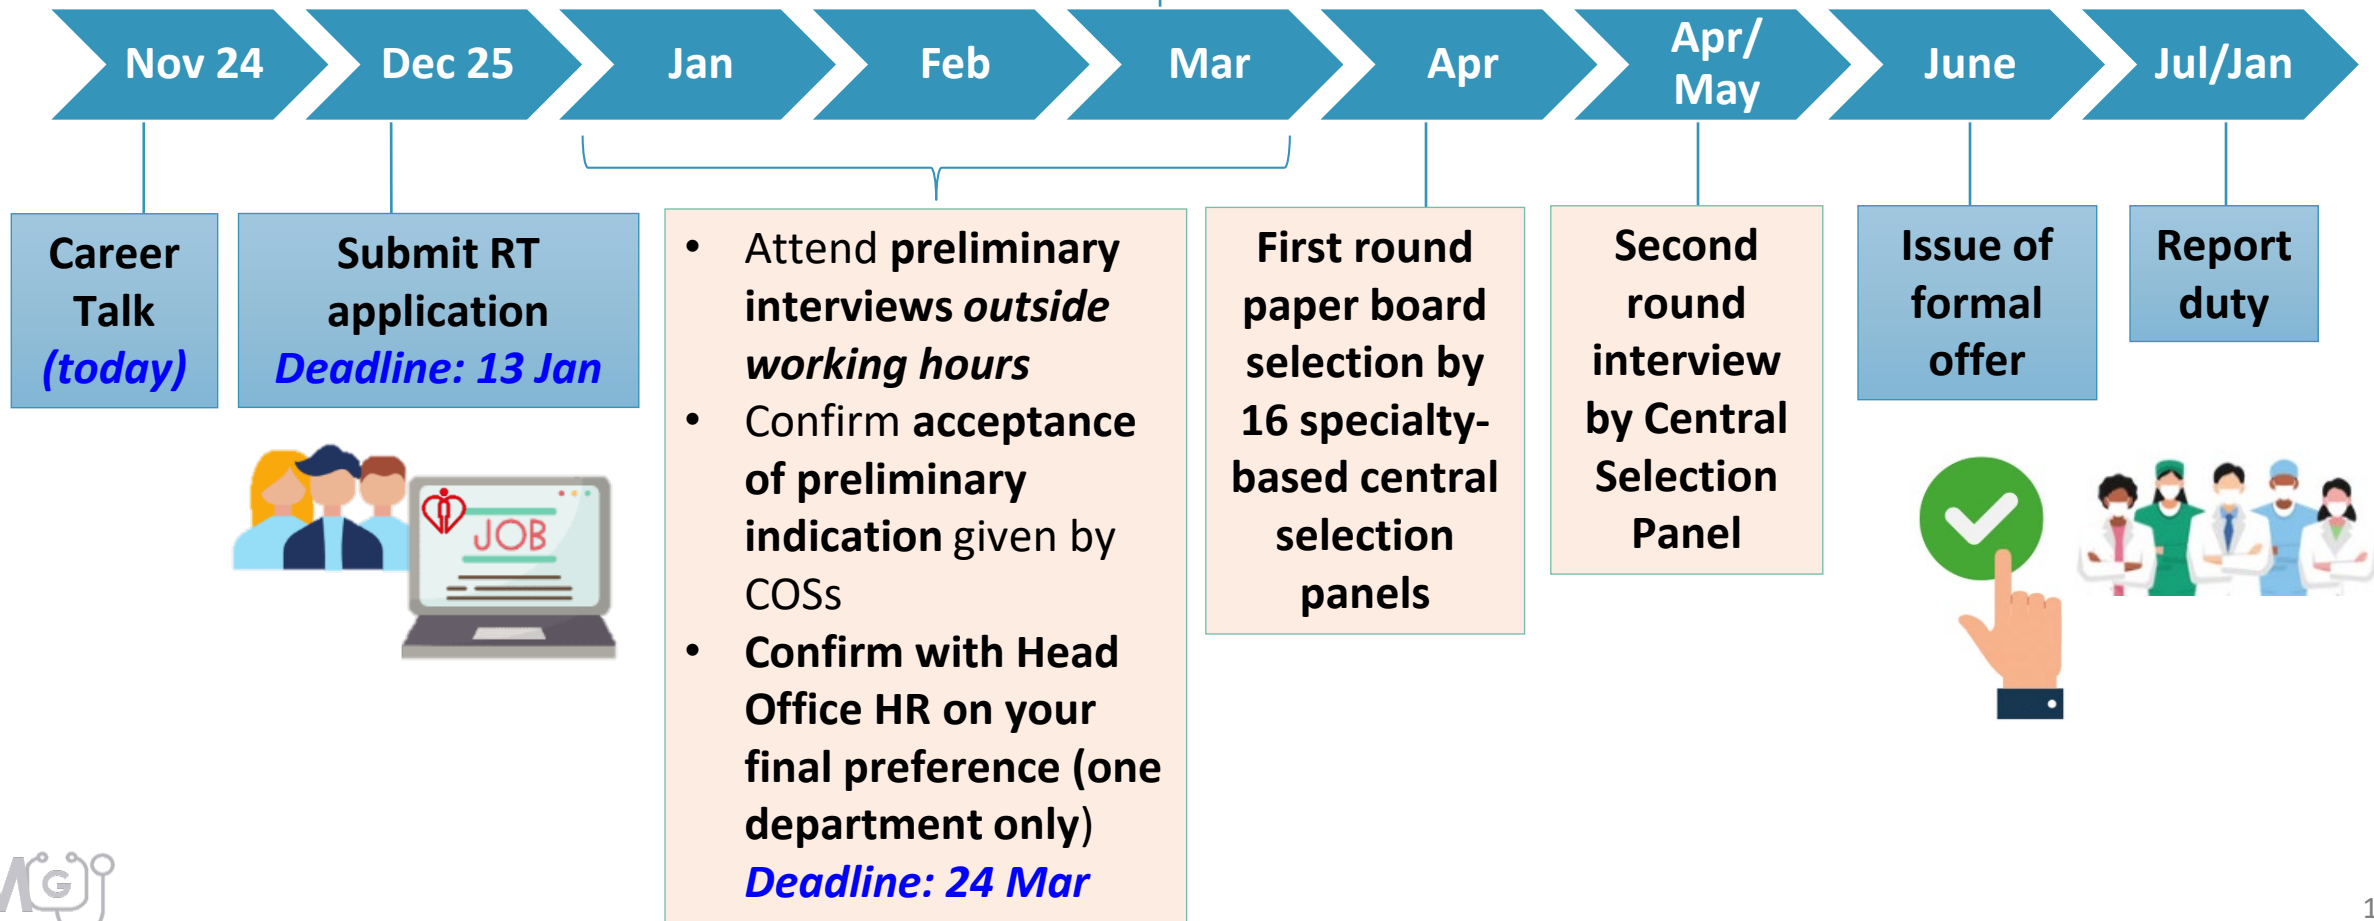 Nov 24
Dec 25
Jan
Feb
Mar
Apr
Apr/
May
June
Jul/Jan
Career
Talk
(today)
Submit RT
application
Deadline: 13 Jan
• Attend preliminary
interviews outside
working hours
• Confirm acceptance
of preliminary
indication given by
COSs
• Confirm with Head
Office HR on your
final preference (one
department only)
Deadline: 24 Mar
First round
paper board
selection by
16 specialty-
based central
selection
panels
Second
round
interview
by Central
Selection
Panel
Issue of
formal
offer
Report
duty
JOB
G
1